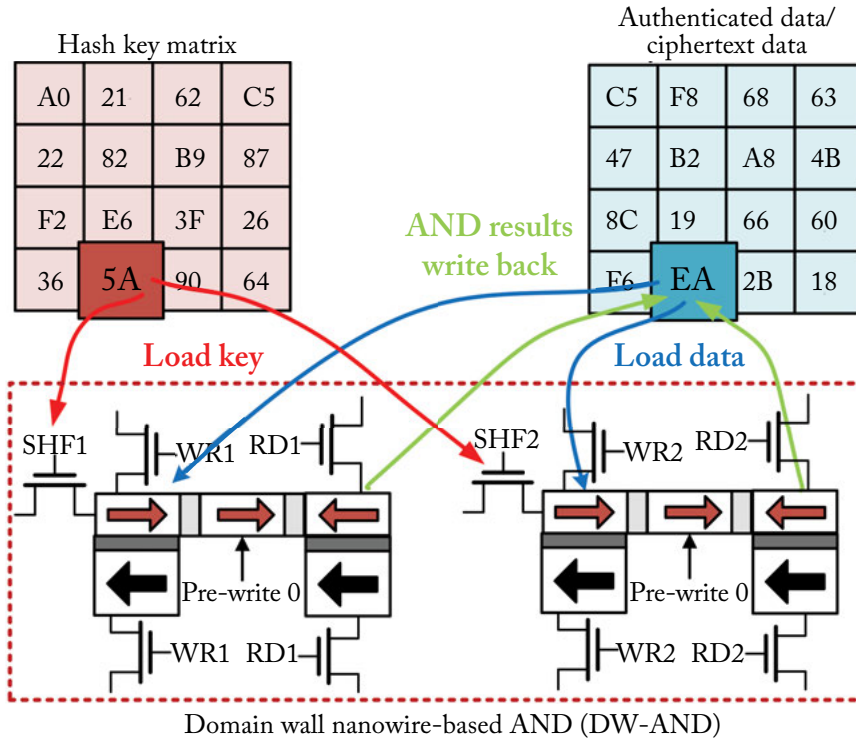 Hash key matrix
Authenticated data/
ciphertext data
A0 21 62 C5
22 82 B9 87
F2 E6 3F 26
36 5A 90 64
C5 F8 68 63
47 B2 A8 4B
8C 19 66 60
F6 EA 2B 18
AND results
write back
Load key
Load data
SHF1
WR1
RD1
SHF2
WR2
RD2
Pre-write 0
Pre-write 0
WR1
RD1
WR2
RD2
Domain wall nanowire-based AND (DW-AND)